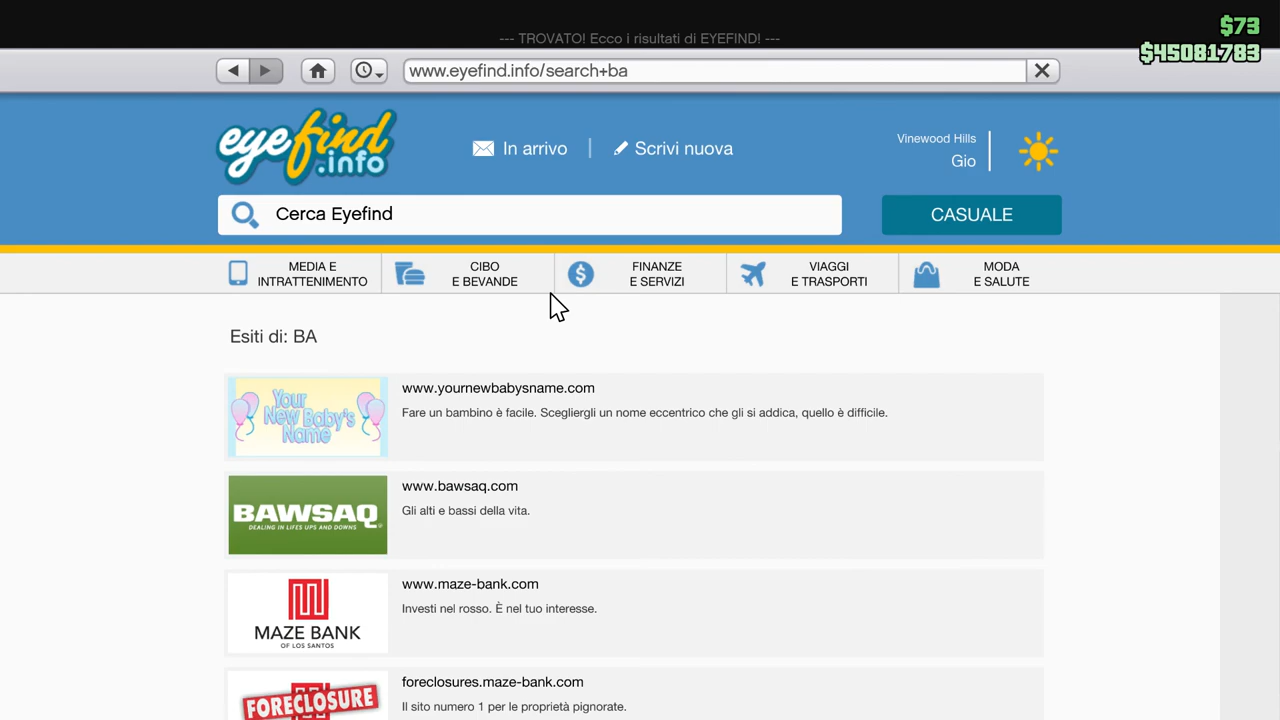 $73
--- TROVATO! Ecco i risultati di EYEFIND! ---
$45081783
www.eyefind.info/search+ba
eyefind.info
In arrivo
Scrivi nuova
Vinewood Hills
Gio
Cerca Eyefind
CASUALE
MEDIA E
INTRATTENIMENTO
CIBO
E BEVANDE
FINANZE
E SERVIZI
VIAGGI
E TRASPORTI
MODA
E SALUTE
Esiti di: BA
Your
New Baby's
Name
www.yournewbabysname.com
Fare un bambino è facile. Scegliergli un nome eccentrico che gli si addica, quello è difficile.
BAWSAQ
DEALING IN LIFES UPS AND DOWNS
www.bawsaq.com
Gli alti e bassi della vita.
MAZE BANK
OF LOS SANTOS
www.maze-bank.com
Investi nel rosso. È nel tuo interesse.
FORECLOSURE
foreclosures.maze-bank.com
Il sito numero 1 per le proprietà pignorate.